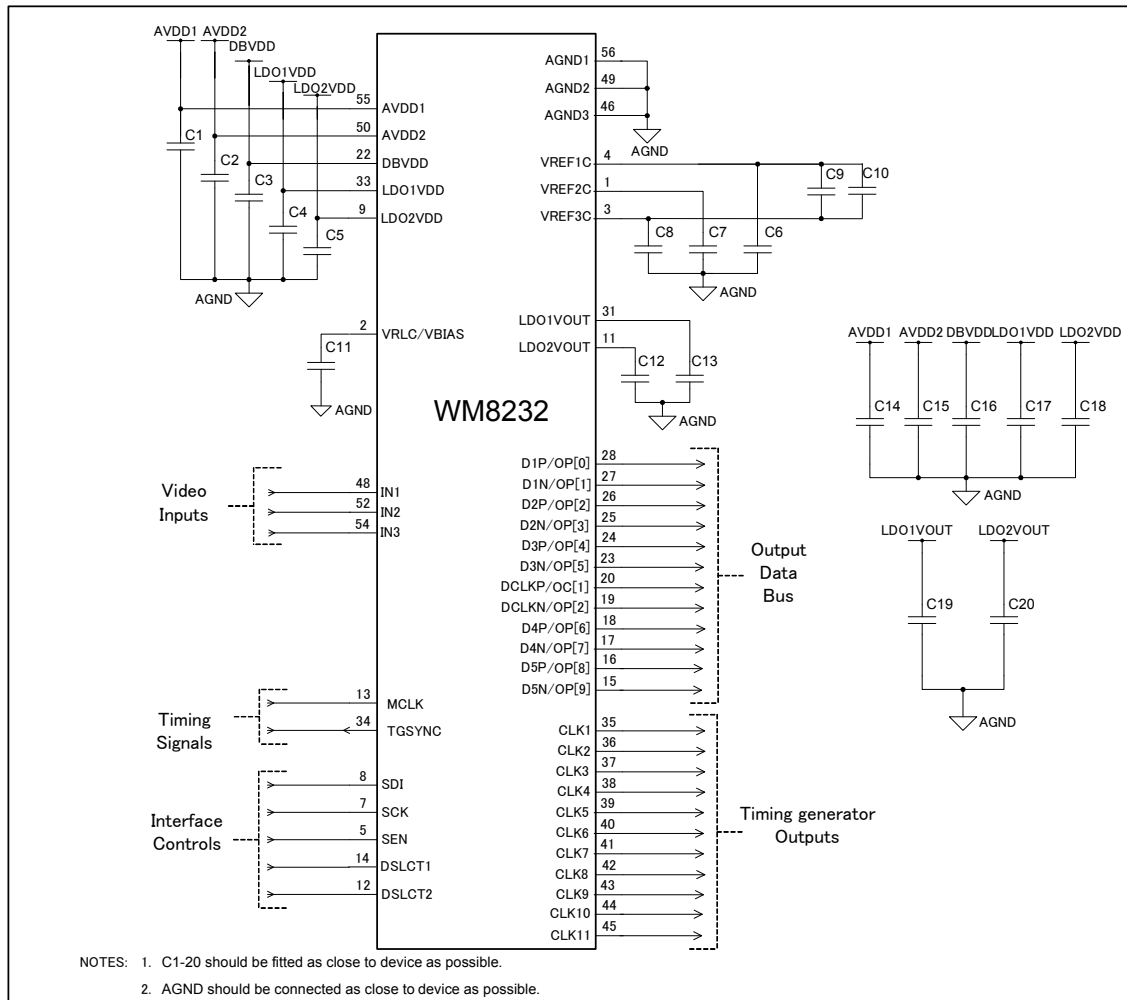 AVDD1
AVDD2
DBVDD
LDO1VDD
LDO2VDD
C1
C2
C3
C4
C5
AGND
55 AVDD1
50 AVDD2
22 DBVDD
33 LDO1VDD
9 LDO2VDD
2 VRLC/VBIAS
C11
AGND
AGND1 56
AGND2 49
AGND3 46
AGND
VREF1C 4
VREF2C 1
VREF3C 3
C9
C10
C8
C7
C6
AGND
LDO1VOUT 31
LDO2VOUT 11
C12
C13
AGND
WM8232
AVDD1 AVDD2 DBVDD LDO1VDD LDO2VDD
C14 C15 C16 C17 C18
AGND
LDO1VOUT LDO2VOUT
C19 C20
AGND
Video
Inputs
48 IN1
52 IN2
54 IN3
D1P/OP[0] 28
D1N/OP[1] 27
D2P/OP[2] 26
D2N/OP[3] 25
D3P/OP[4] 24
D3N/OP[5] 23
DCLKP/OC[1] 20
DCLKN/OP[2] 19
D4P/OP[6] 18
D4N/OP[7] 17
D5P/OP[8] 16
D5N/OP[9] 15
Output
Data
Bus
Timing
Signals
13 MCLK
34 TGSYNC
Interface
Controls
8 SDI
7 SCK
5 SEN
14 DSLCT1
12 DSLCT2
CLK1 35
CLK2 36
CLK3 37
CLK4 38
CLK5 39
CLK6 40
CLK7 41
CLK8 42
CLK9 43
CLK10 44
CLK11 45
Timing generator
Outputs
NOTES: 1. C1-20 should be fitted as close to device as possible.
2. AGND should be connected as close to device as possible.